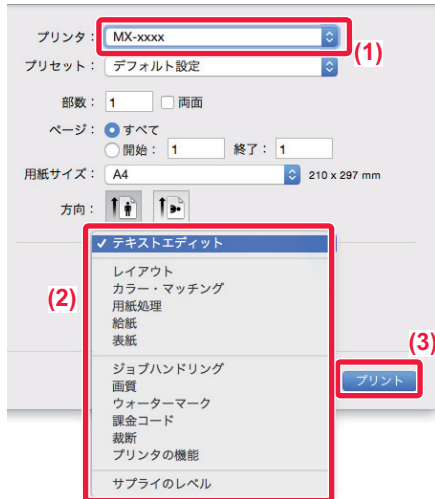 プリンタ： MX-xxxx
(1)
プリセット： デフォルト設定
部数： 1 両面
ページ： すべて
開始： 1 終了： 1
用紙サイズ： A4 210 x 297 mm
方向：
✓ テキストエディット
レイアウト
カラー・マッチング
(2)
用紙処理
給紙
表紙
(3)
ジョブハンドリング
プリント
画質
ウォーターマーク
課金コード
裁断
プリンタの機能
サプライのレベル